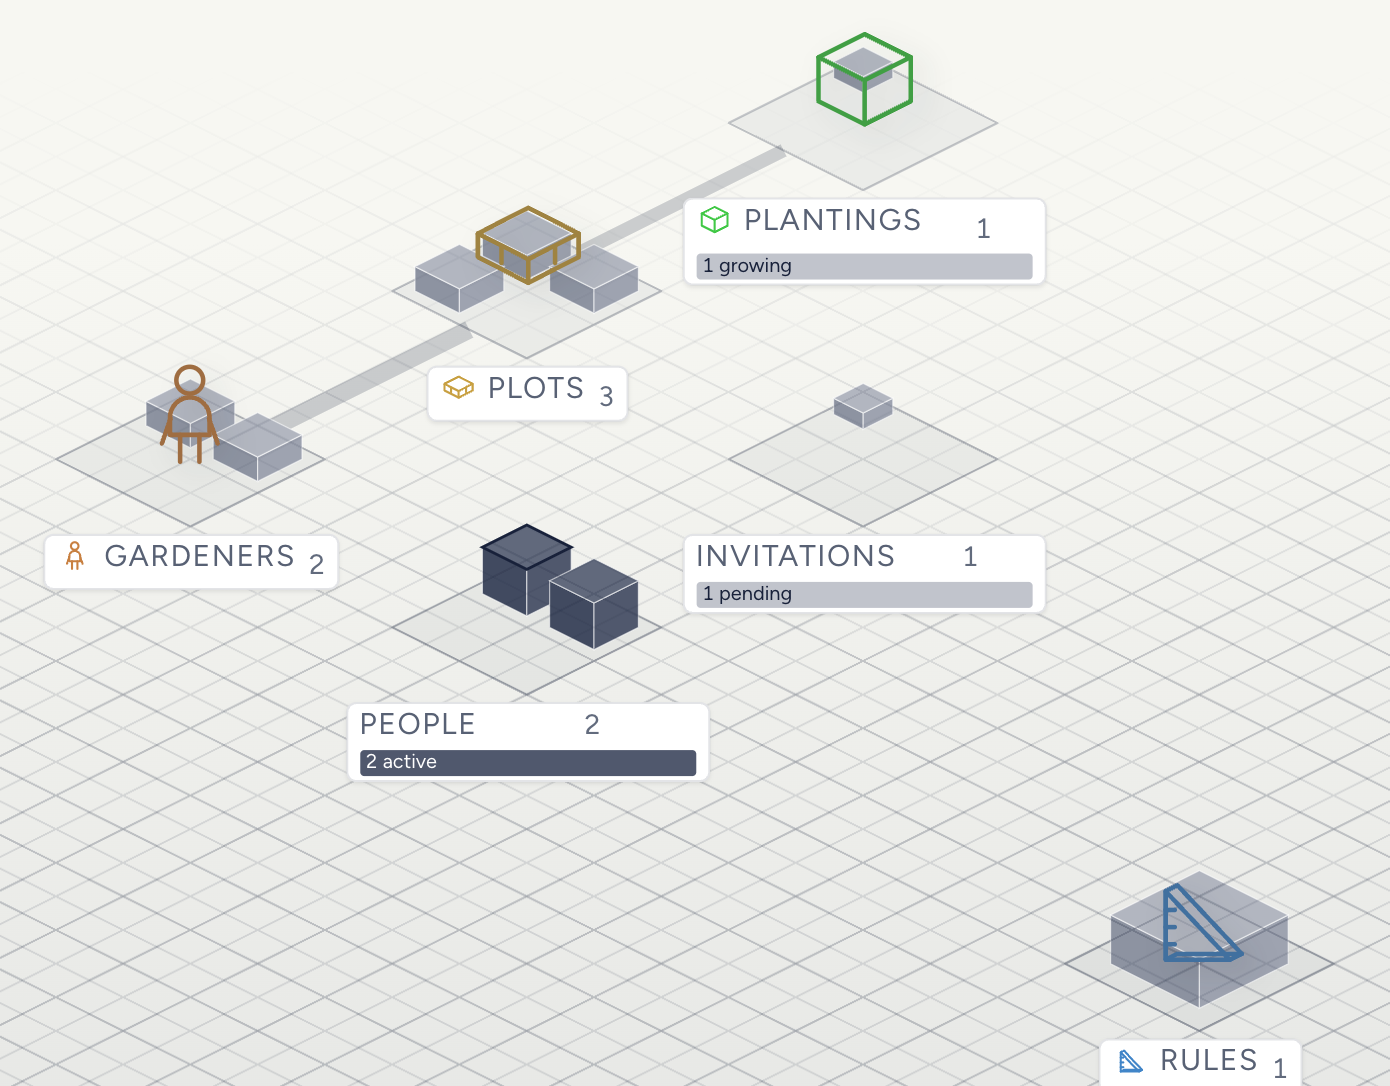 PLANTINGS 1
1 growing
PLOTS 3
GARDENERS 2
INVITATIONS 1
1 pending
PEOPLE 2
2 active
RULES 1